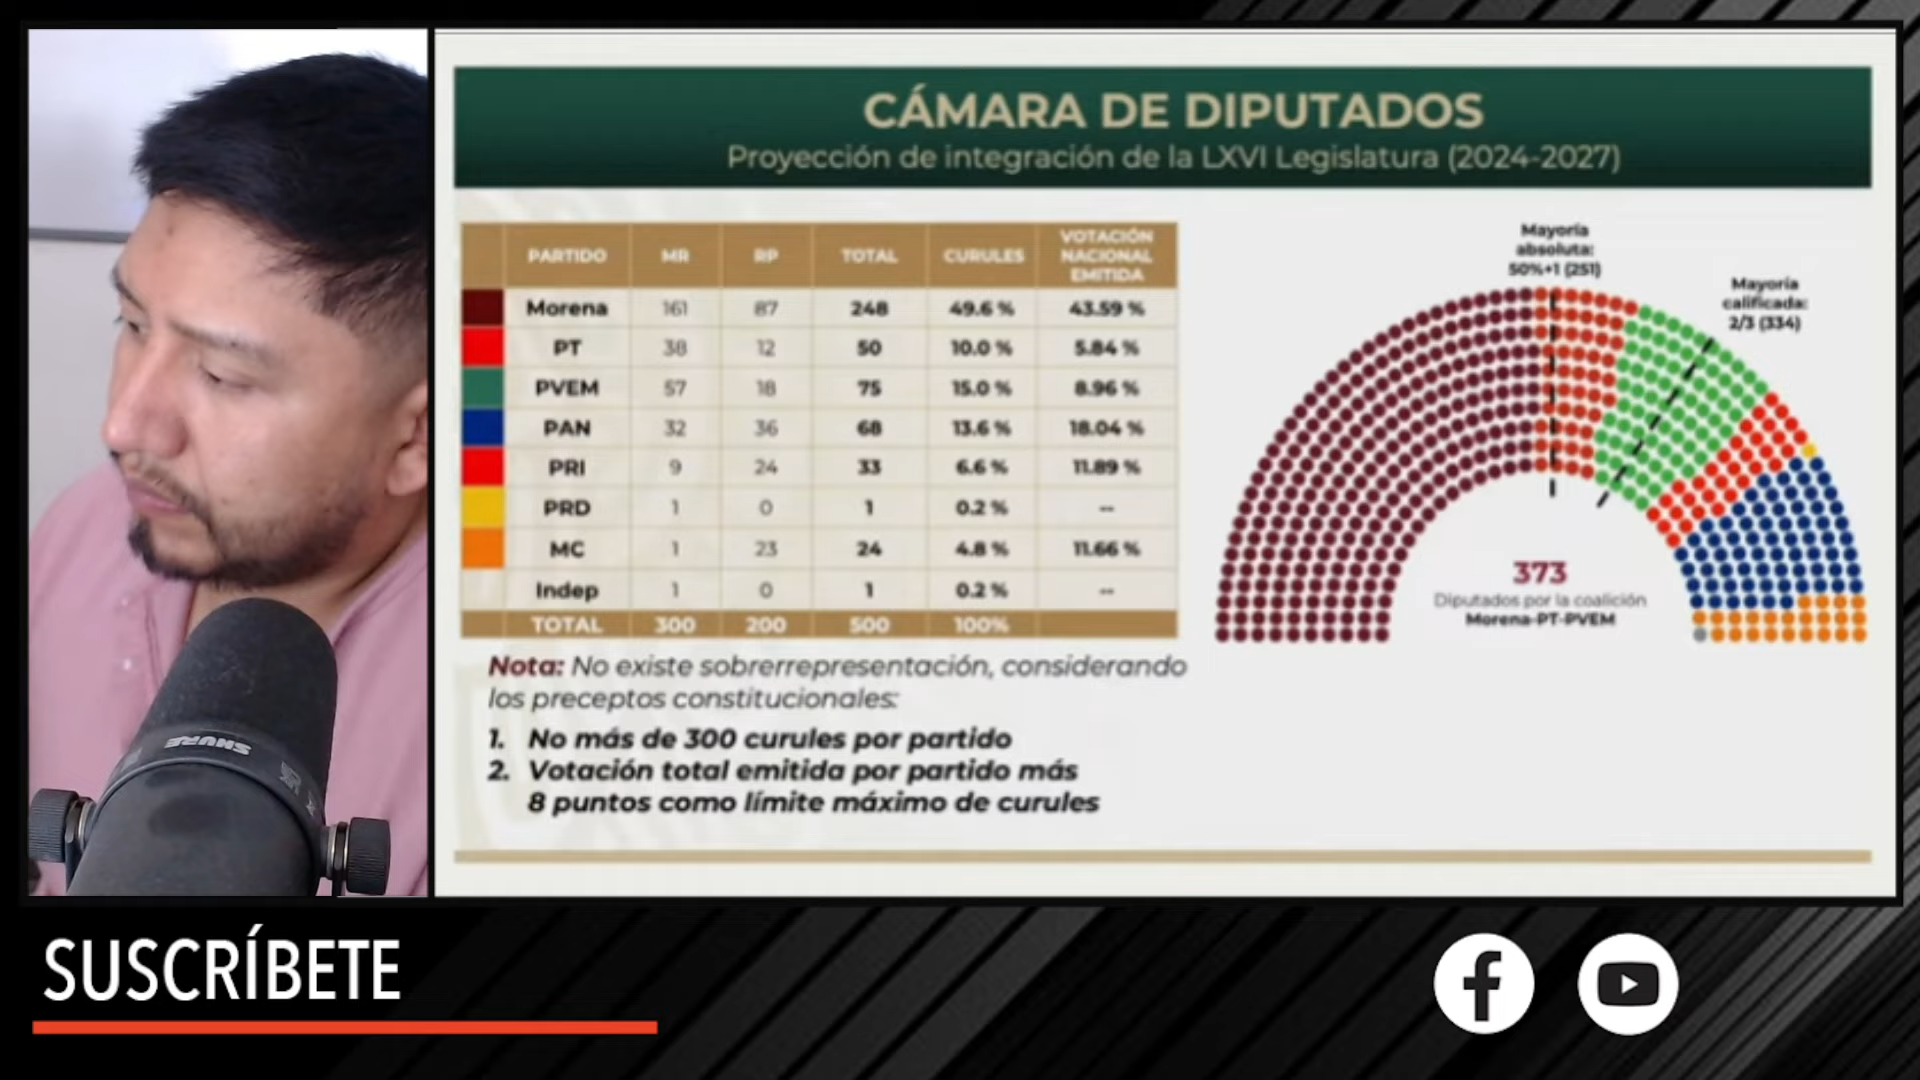 CÁMARA DE DIPUTADOS
Proyección de integración de la LXVI Legislatura (2024-2027)
PARTIDO MR RP TOTAL CURULES VOTACIÓN NACIONAL EMITIDA
Morena 161 87 248 49.6 % 43.59 %
PT 38 12 50 10.0 % 5.84 %
PVEM 57 18 75 15.0 % 8.96 %
PAN 32 36 68 13.6 % 18.04 %
PRI 9 24 33 6.6 % 11.89 %
PRD 1 0 1 0.2 % --
MC 1 23 24 4.8 % 11.66 %
Indep 1 0 1 0.2 % --
TOTAL 300 200 500 100%
Nota: No existe sobrerrepresentación, considerando
los preceptos constitucionales:
1. No más de 300 curules por partido
2. Votación total emitida por partido más
8 puntos como límite máximo de curules
Mayoría
absoluta:
50%+1 (251)
Mayoría
calificada:
2/3 (334)
373
Diputados por la coalición
Morena-PT-PVEM
SHURE
SUSCRÍBETE